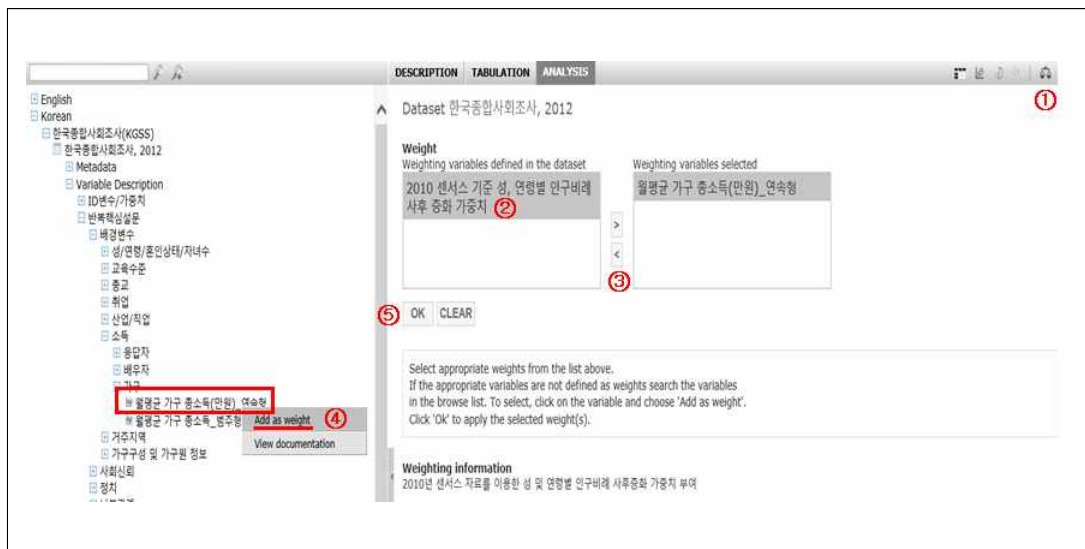 DESCRIPTION TABULATION ANALYSIS
①
English
Korean
한국종합사회조사(KGSS)
한국종합사회조사, 2012
Metadata
Variable Description
ID변수/가중치
반복핵심설문
배경변수
성/연령/혼인상태/자녀수
교육수준
종교
취업
산업/직업
소득
응답자
배우자
가구
월평균 가구 총소득(만원)_연속형
월평균 가구 총소득_범주형
Add as weight ④
View documentation
거주지역
가구구성 및 가구원 정보
사회신뢰
정치
Dataset 한국종합사회조사, 2012
Weight
Weighting variables defined in the dataset
2010 센서스 기준 성, 연령별 인구비례
사후 층화 가중치 ②
>
<
③
Weighting variables selected
월평균 가구 총소득(만원)_연속형
⑤ OK CLEAR
Select appropriate weights from the list above.
If the appropriate variables are not defined as weights search the variables
in the browse list. To select, click on the variable and choose 'Add as weight'.
Click 'Ok' to apply the selected weight(s).
Weighting information
2010년 센서스 자료를 이용한 성 및 연령별 인구비례 사후층화 가중치 부여